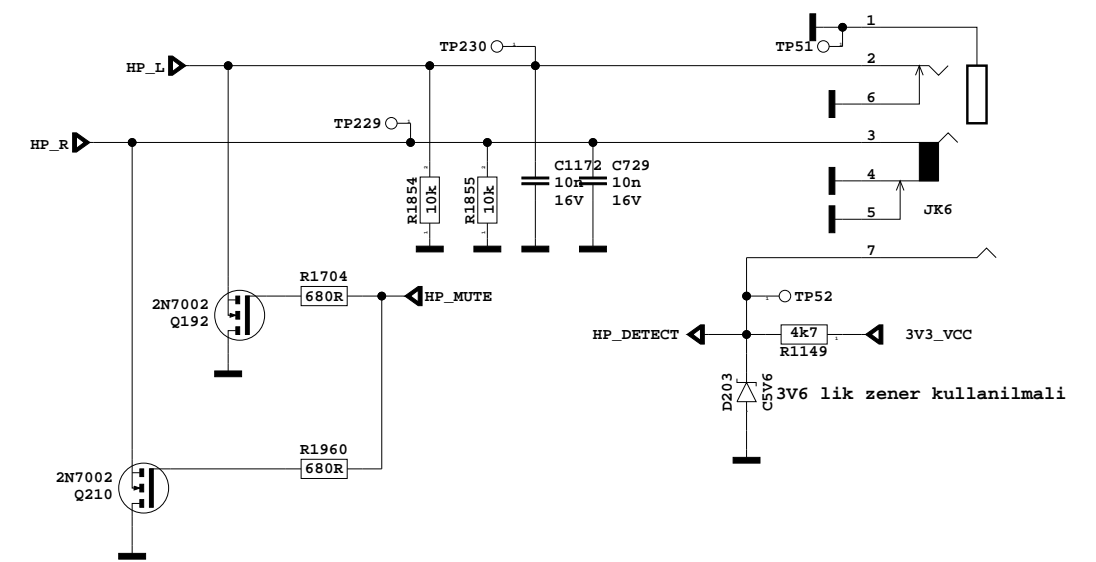 1
TP230
TP51
HP_L
2
6
TP229
HP_R
3
C1172 C729
10n 10n
16V 16V
R1854
10k
R1855
10k
4
5
JK6
7
R1704
680R
HP_MUTE
2N7002
Q192
TP52
HP_DETECT
4k7
R1149
3V3_VCC
D203
C5V6
3V6 lik zener kullanilmali
R1960
680R
2N7002
Q210